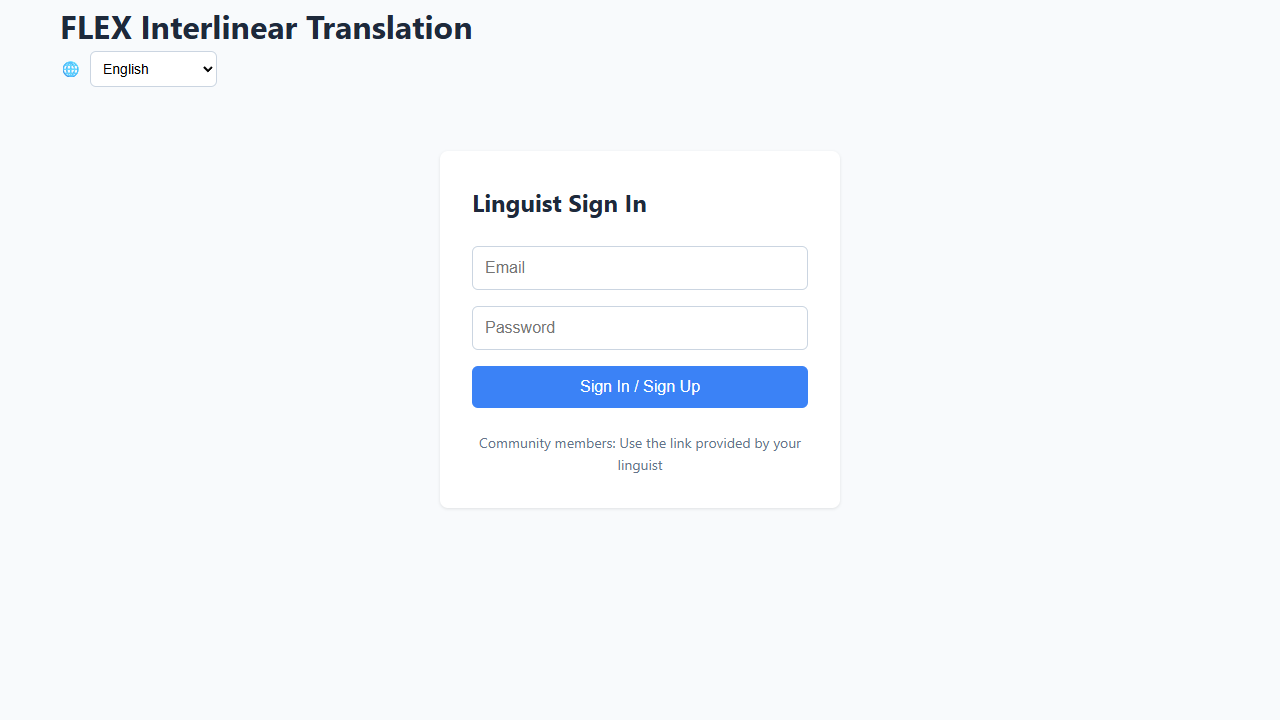 FLEX Interlinear Translation
English
Linguist Sign In
Email
Password
Sign In / Sign Up
Community members: Use the link provided by your
linguist